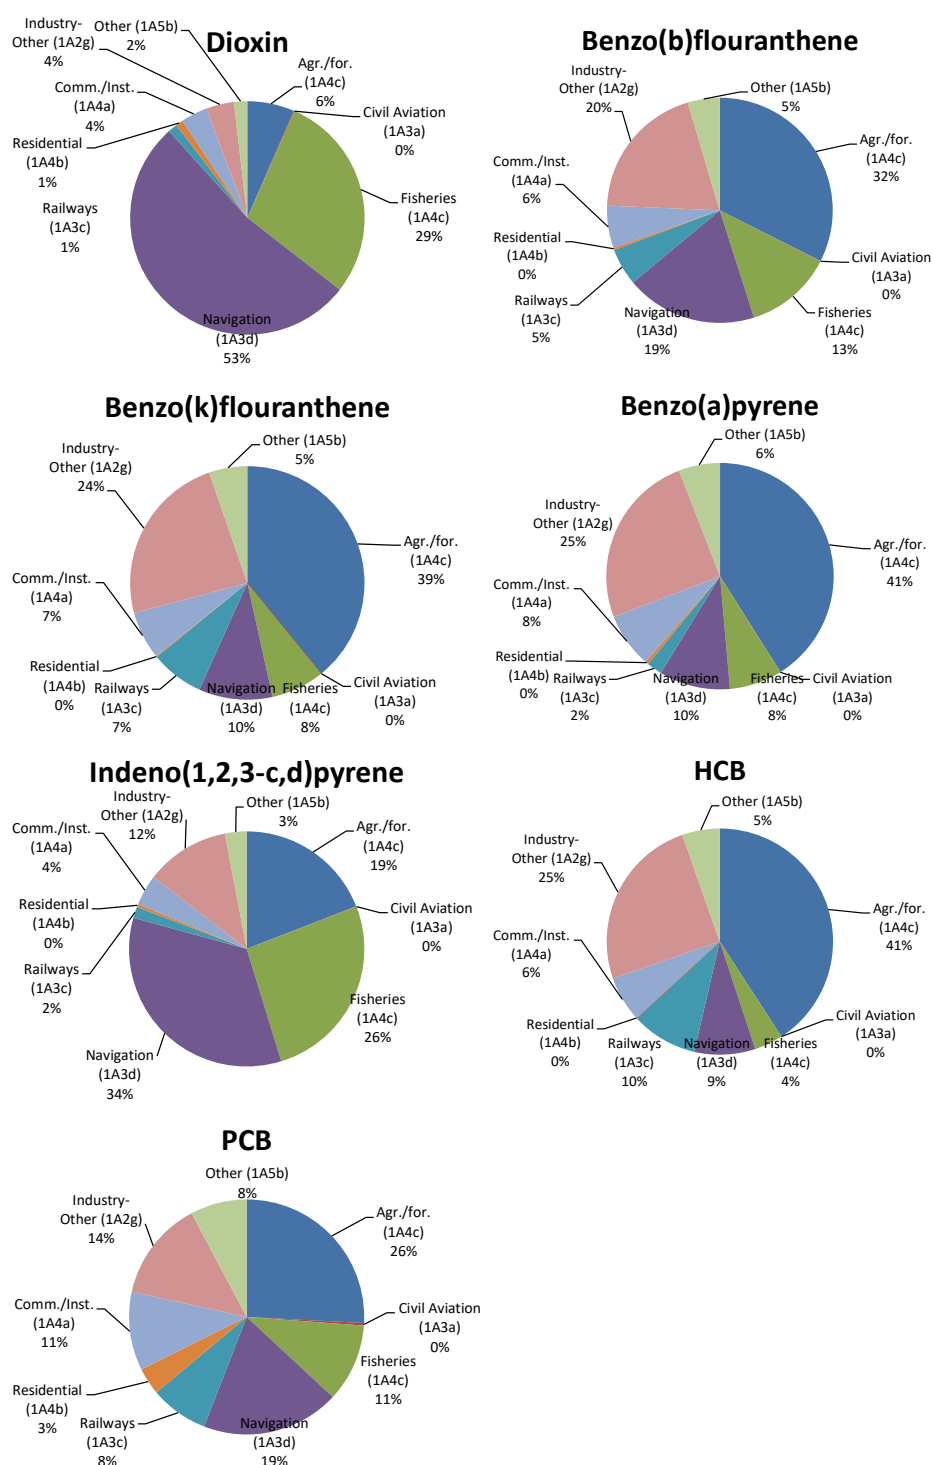 Dioxin
Industry-
Other (1A2g)
4%
Other (1A5b)
2%
Agr./for.
(1A4c)
6%
Civil Aviation
(1A3a)
0%
Fisheries
(1A4c)
29%
Navigation
(1A3d)
53%
Railways
(1A3c)
1%
Residential
(1A4b)
1%
Comm./Inst.
(1A4a)
4%
Benzo(b)flouranthene
Industry-
Other (1A2g)
20%
Other (1A5b)
5%
Agr./for.
(1A4c)
32%
Civil Aviation
(1A3a)
0%
Fisheries
(1A4c)
13%
Navigation
(1A3d)
19%
Railways
(1A3c)
5%
Residential
(1A4b)
0%
Comm./Inst.
(1A4a)
6%
Benzo(k)flouranthene
Industry-
Other (1A2g)
24%
Other (1A5b)
5%
Agr./for.
(1A4c)
39%
Civil Aviation
(1A3a)
0%
Fisheries
(1A4c)
8%
Navigation
(1A3d)
10%
Railways
(1A3c)
7%
Residential
(1A4b)
0%
Comm./Inst.
(1A4a)
7%
Benzo(a)pyrene
Industry-
Other (1A2g)
25%
Other (1A5b)
6%
Agr./for.
(1A4c)
41%
Civil Aviation
(1A3a)
0%
Fisheries
(1A4c)
8%
Navigation
(1A3d)
10%
Railways
(1A3c)
2%
Residential
(1A4b)
0%
Comm./Inst.
(1A4a)
8%
Indeno(1,2,3-c,d)pyrene
Industry-
Other (1A2g)
12%
Other (1A5b)
3%
Agr./for.
(1A4c)
19%
Civil Aviation
(1A3a)
0%
Fisheries
(1A4c)
26%
Navigation
(1A3d)
34%
Railways
(1A3c)
2%
Residential
(1A4b)
0%
Comm./Inst.
(1A4a)
4%
HCB
Industry-
Other (1A2g)
25%
Other (1A5b)
5%
Agr./for.
(1A4c)
41%
Civil Aviation
(1A3a)
0%
Fisheries
(1A4c)
4%
Navigation
(1A3d)
9%
Railways
(1A3c)
10%
Residential
(1A4b)
0%
Comm./Inst.
(1A4a)
6%
PCB
Industry-
Other (1A2g)
14%
Other (1A5b)
8%
Agr./for.
(1A4c)
26%
Civil Aviation
(1A3a)
0%
Fisheries
(1A4c)
11%
Navigation
(1A3d)
19%
Railways
(1A3c)
8%
Residential
(1A4b)
3%
Comm./Inst.
(1A4a)
11%